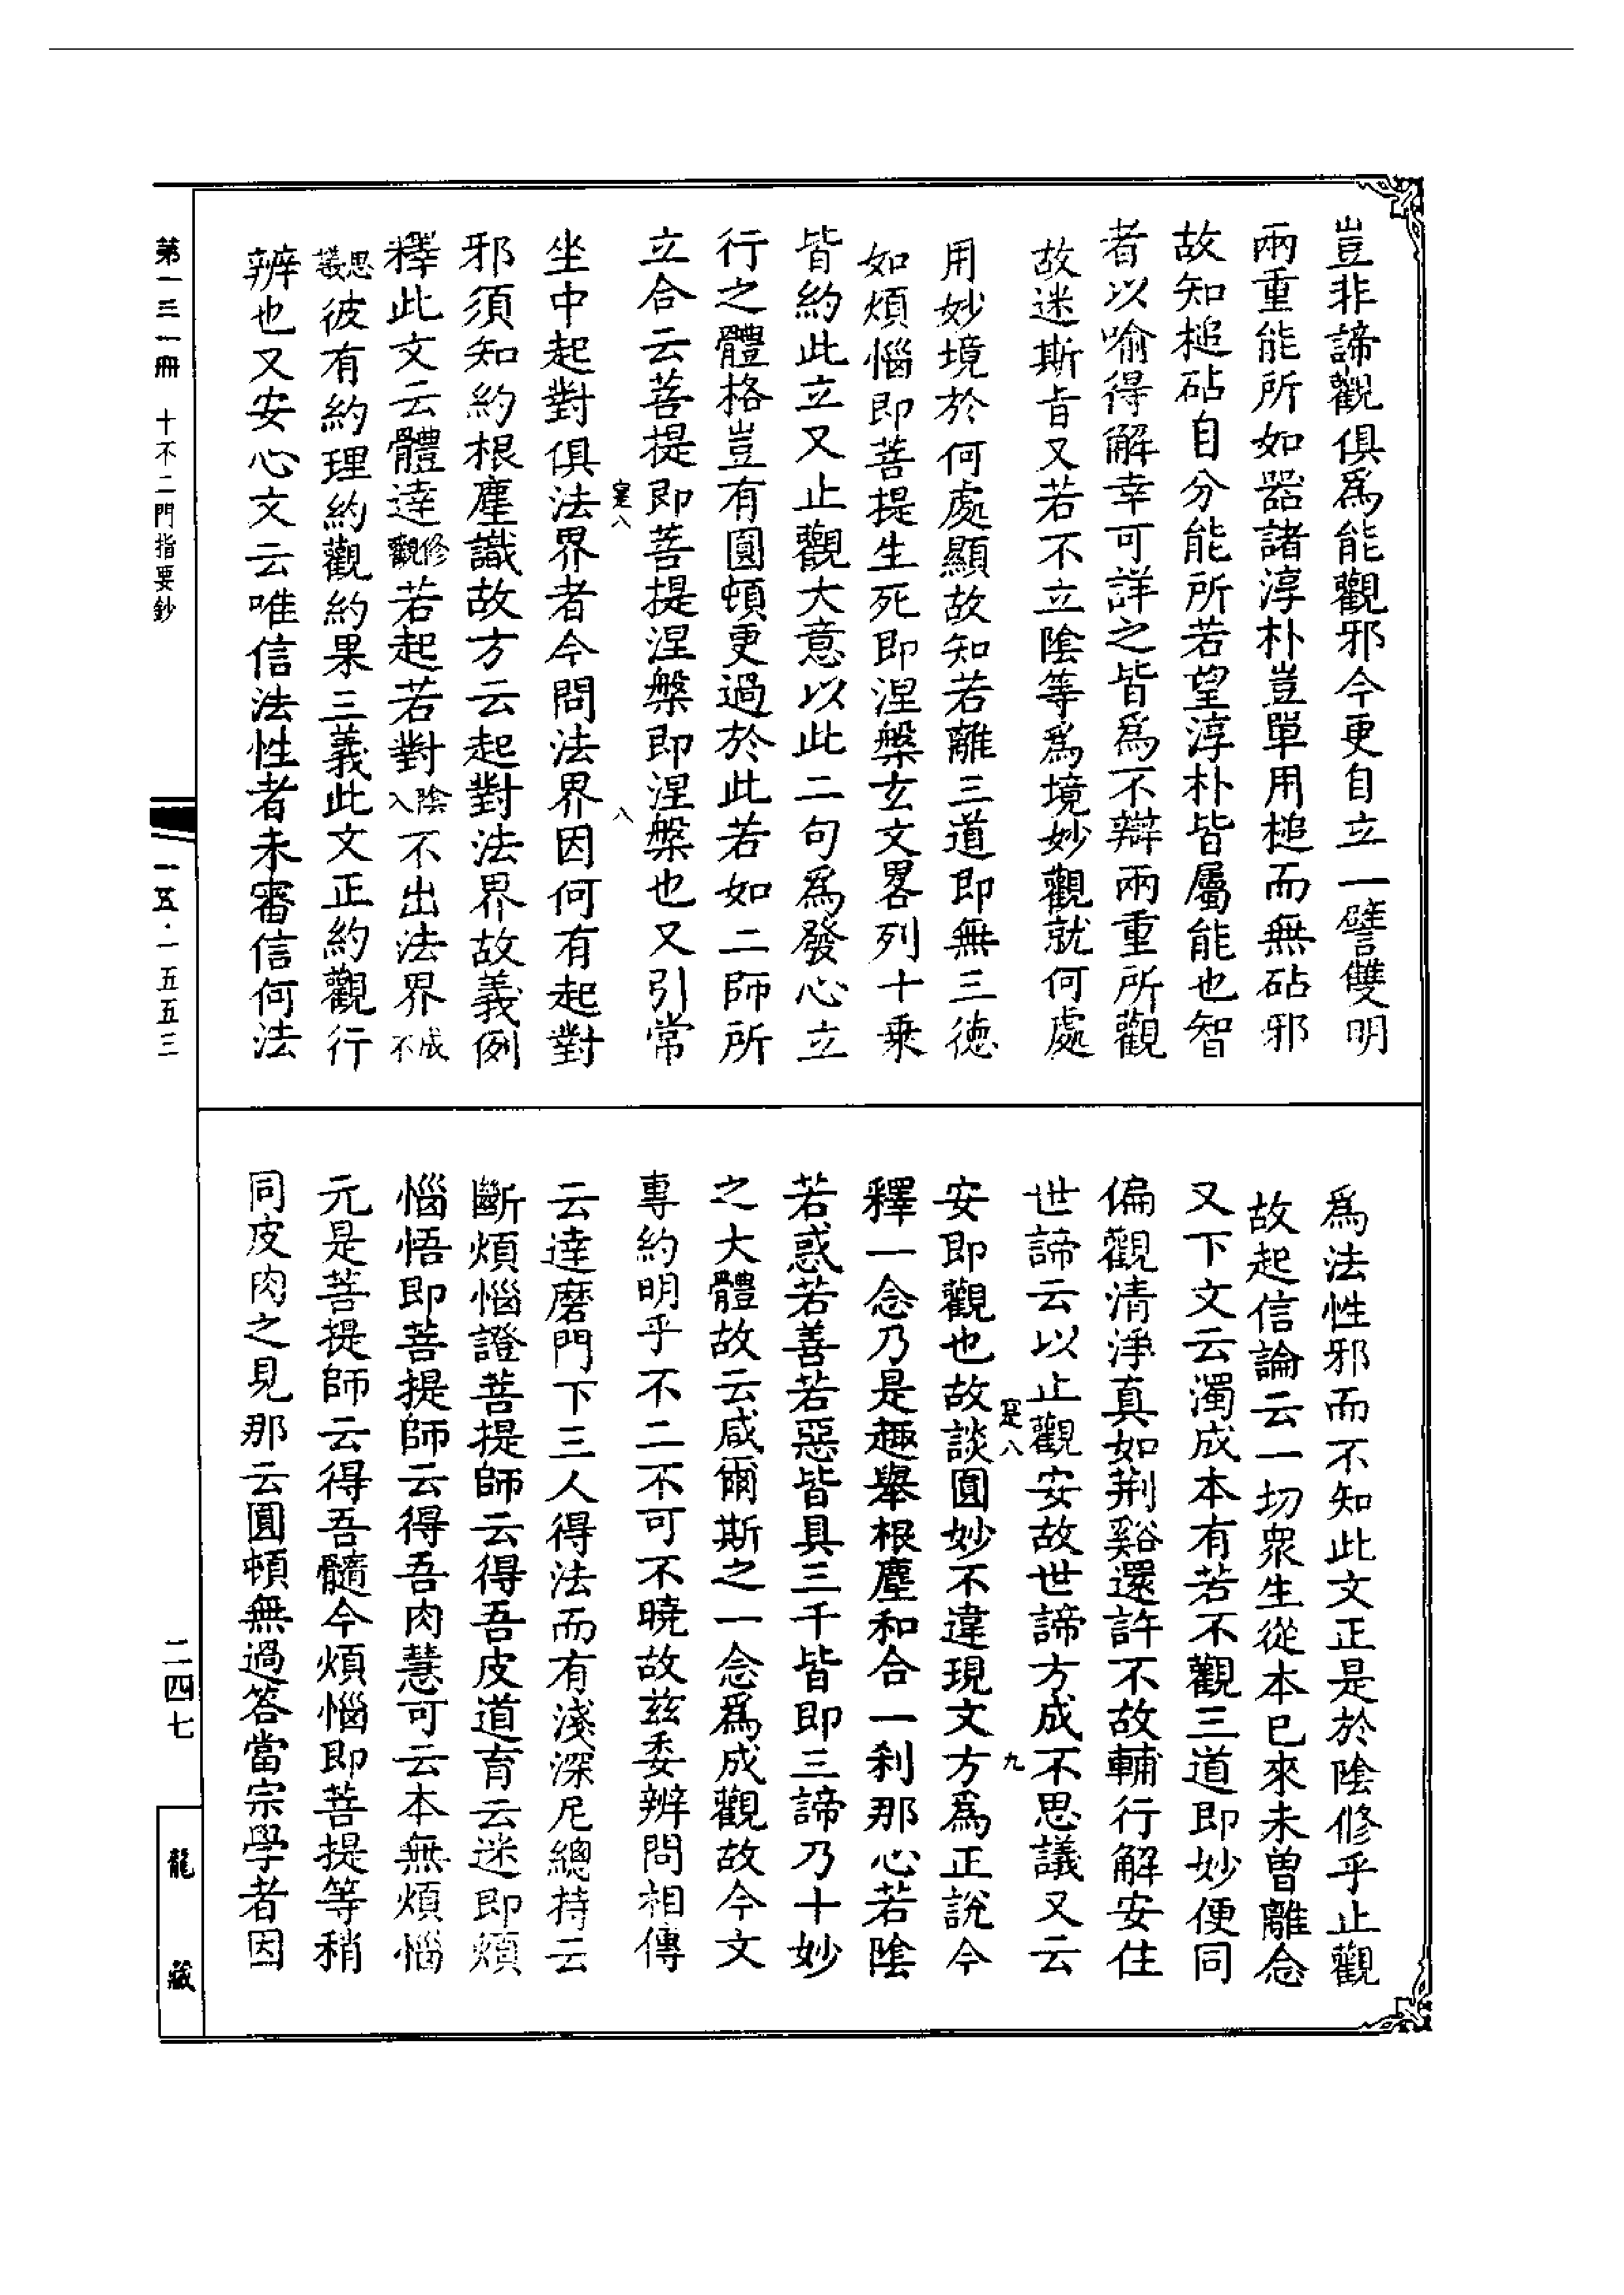 豈非諦觀俱爲能觀邪今更自立一譬雙明
兩重能所如器諸淳朴豈單用槌而無砧邪
故知槌砧自分能所若望淳朴皆屬能也智
者以喻得解幸可詳之皆爲不辯兩重所觀
故迷斯旨又若不立陰等爲境妙觀就何處
用妙境於何處顯故知若離三道即無三德
如煩惱即菩提生死即涅槃玄文畧列十乘
皆約此立又止觀大意以此二句爲發心立
行之體格豈有圓頓更過於此若如二師所
立合云菩提即菩提涅槃即涅槃也又引常
坐中起對俱法界者今問法界因何有起對
邪須知約根塵識故方云起對法界故義例
釋此文云體達修觀若起若對陰入不出法界成不
思議彼有約理約觀約果三義此文正約觀行
辨也又安心文云唯信法性者未審信何法
爲法性邪而不知此文正是於陰修乎止觀
故起信論云一切眾生從本已來未曾離念
又下文云濁成本有若不觀三道即妙便同
偏觀清淨真如荆谿還許不故輔行解安住
世諦云以止觀安故世諦方成不思議又云
安即觀也故談圓妙不違現文方爲正說今
釋一念乃是趣舉根塵和合一刹那心若陰
若惑若善若惡皆具三千皆即三諦乃十妙
之大體故云咸爾斯之一念爲成觀故今文
專約明乎不二不可不曉故兹委辨問相傳
云達磨門下三人得法而有淺深尼總持云
斷煩惱證菩提師云得吾皮道育云迷即煩
惱悟即菩提師云得吾肉慧可云本無煩惱
元是菩提師云得吾髓今煩惱即菩提等稍
同皮肉之見那云圓頓無過答當宗學者因
寔八
八
寔八
九
第一三一冊 十不二門指要鈔
一五五·一五五三
二四七
龍藏